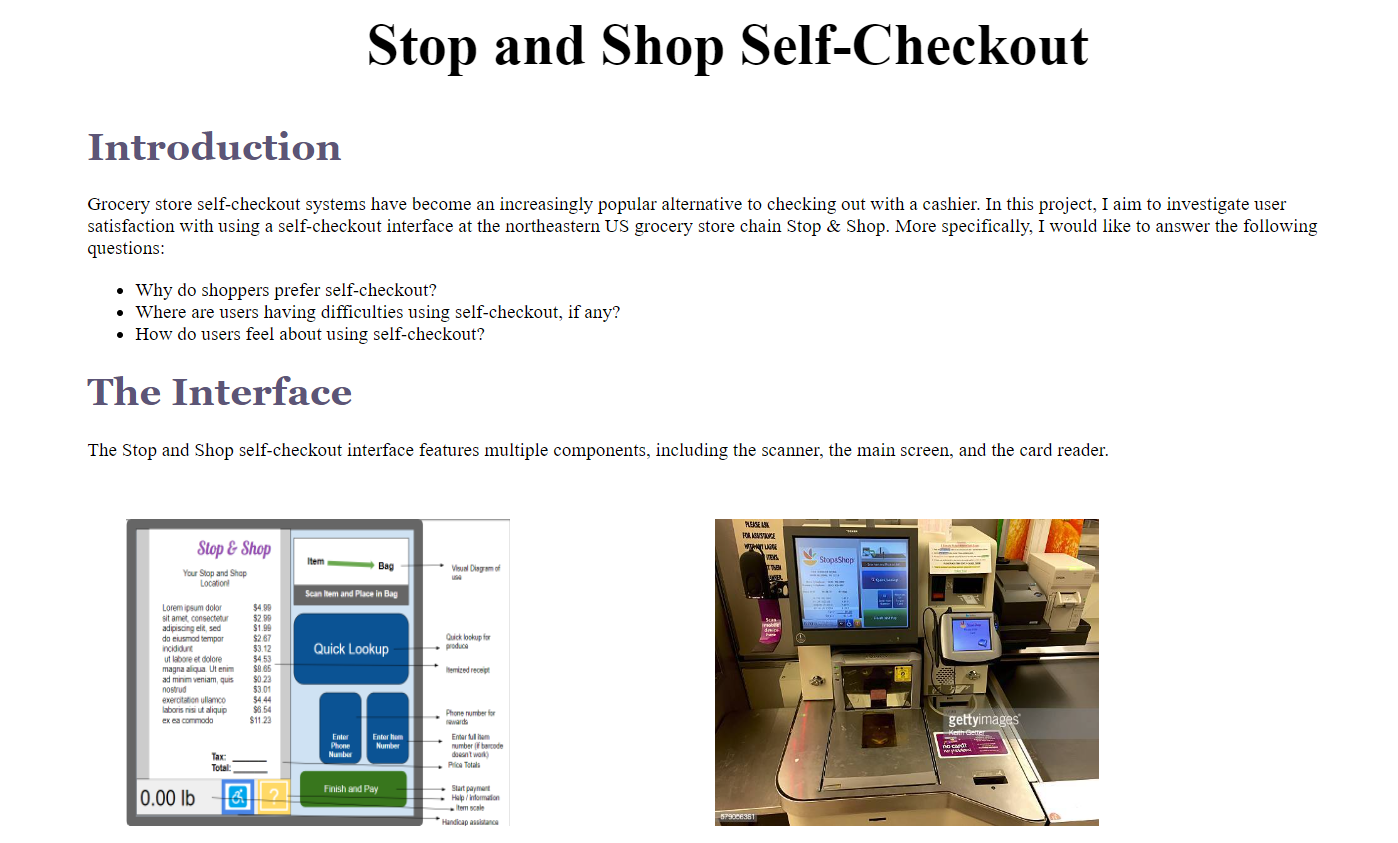 Stop and Shop Self-Checkout
Introduction
Grocery store self-checkout systems have become an increasingly popular alternative to checking out with a cashier. In this project, I aim to investigate user
satisfaction with using a self-checkout interface at the northeastern US grocery store chain Stop & Shop. More specifically, I would like to answer the following
questions:
Why do shoppers prefer self-checkout?
Where are users having difficulties using self-checkout, if any?
How do users feel about using self-checkout?
The Interface
The Stop and Shop self-checkout interface features multiple components, including the scanner, the main screen, and the card reader.
Stop & Shop
Your Stop and Shop
Location!
Lorem ipsum dolor $4.99
sit amet, consectetur $2.99
adipiscing elit, sed $1.99
do eiusmod tempor $2.67
incididunt $3.12
ut labore et dolore $4.53
magna aliqua. Ut enim $8.65
ad minim veniam, quis $0.23
nostrud $3.01
exercitation ullamco $4.44
laboris nisi ut aliquip $6.54
ex ea commodo $11.23
Tax:
Total:
0.00 lb
?
Item
Bag
Scan Item and Place in Bag
Quick Lookup
Enter
Phone
Number
Enter Item
Number
Finish and Pay
Visual Diagram of
use
Quick lookup for
produce
Itemized receipt
Phone number for
rewards
Enter full item
number (if barcode
doesn't work)
Price Totals
Start payment
Help / Information
Item scale
Handicap assistance
PLEASE ASK
FOR ASSISTANCE
WITH ANY LARGE
ITEMS.
Stop&Shop
Scan
gettyimages
Keith Getter
no card?
579006361